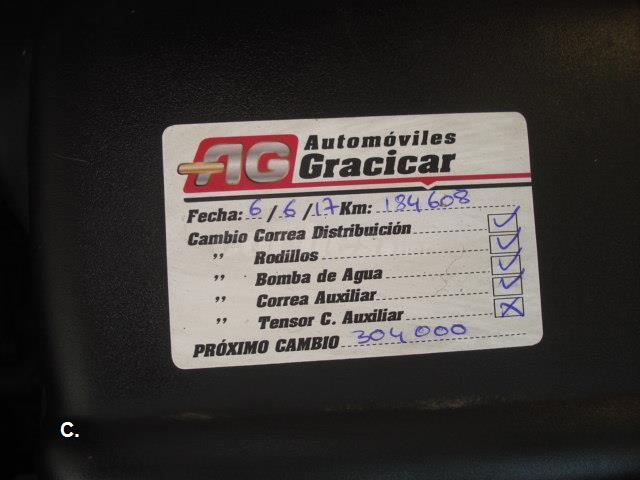 AG Automóviles
Gracicar
Fecha: 6 / 6 / 17 Km: 184608
Cambio Correa Distribuición ✓
,, Rodillos ✓
,, Bomba de Agua ✓
,, Correa Auxiliar ✓
,, Tensor C. Auxiliar X
PRÓXIMO CAMBIO 304000
C.